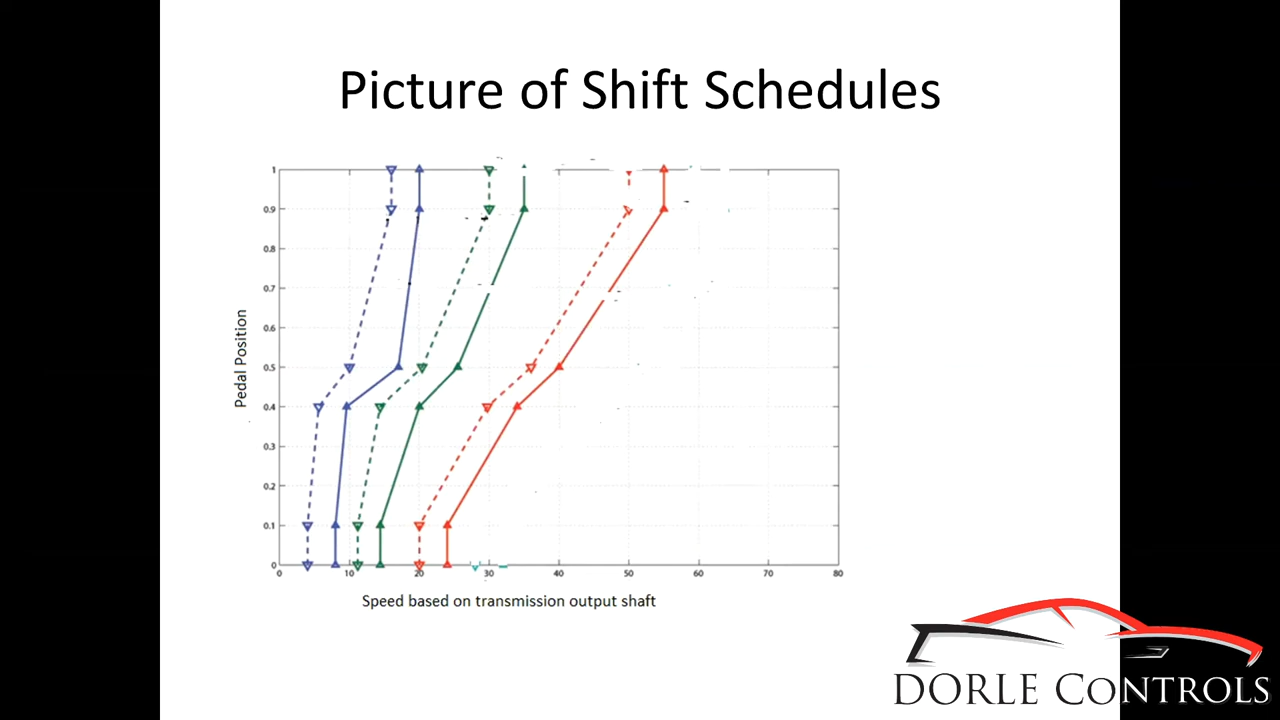 Picture of Shift Schedules
1
0.9
0.8
0.7
0.6
0.5
0.4
0.3
0.2
0.1
0
Pedal Position
0 10 20 30 40 50 60 70 80
Speed based on transmission output shaft
DORLE CONTROLS